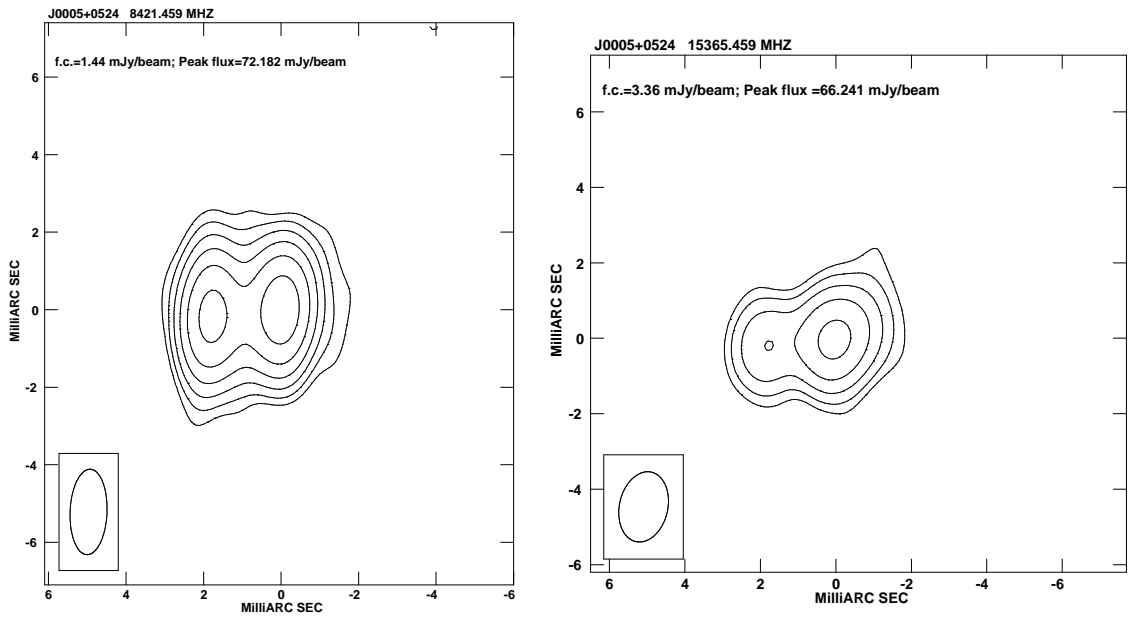 J0005+0524 8421.459 MHZ
f.c.=1.44 mJy/beam; Peak flux=72.182 mJy/beam
MilliARC SEC
6
4
2
0
-2
-4
-6
6 4 2 0 -2 -4 -6
MilliARC SEC
J0005+0524 15365.459 MHZ
f.c.=3.36 mJy/beam; Peak flux =66.241 mJy/beam
MilliARC SEC
6
4
2
0
-2
-4
-6
6 4 2 0 -2 -4 -6
MilliARC SEC